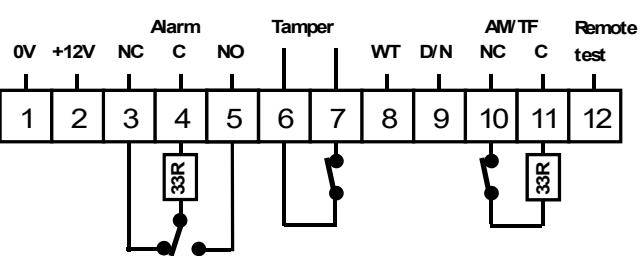 Alarm Tamper AM/TF Remote
0V +12V NC C NO WT D/N NC C test
1 2 3 4 5 6 7 8 9 10 11 12
33R 33R